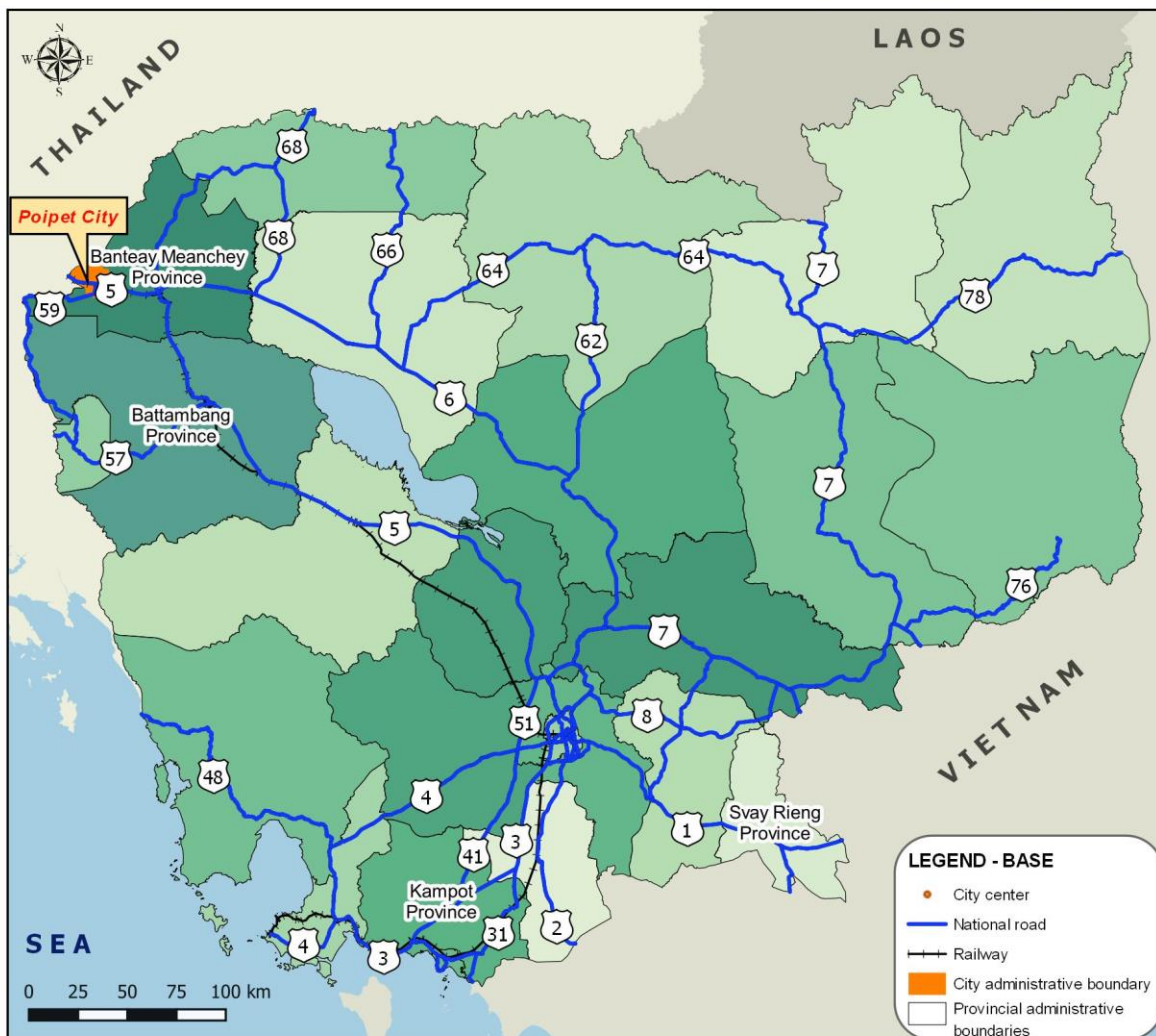 N
W
E
S
THAILAND
LAOS
68
Poipet City
68
66
Banteay Meanchey
Province
64
64
7
5
59
78
62
6
Battambang
Province
57
7
5
76
7
8
51
VIETNAM
48
4
Svay Rieng
Province
1
3
41
Kampot
Province
31
2
SEA
4
3
0 25 50 75 100 km
LEGEND - BASE
City center
National road
Railway
City administrative boundary
Provincial administrative
boundaries